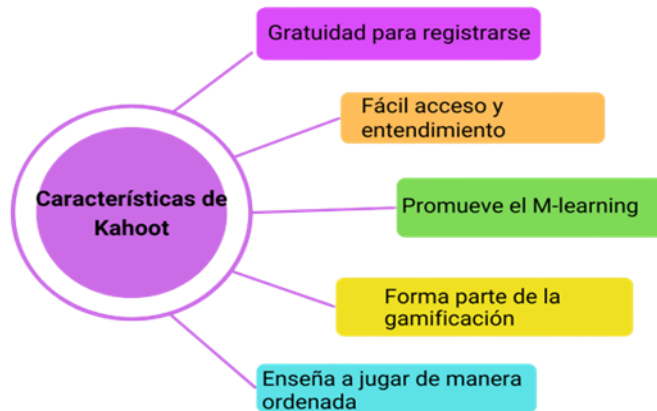 Gratuidad para registrarse
Fácil acceso y
entendimiento
Característícas de
Kahoot
Promueve el M-learning
Forma parte de la
gamificación
Enseña a jugar de manera
ordenada